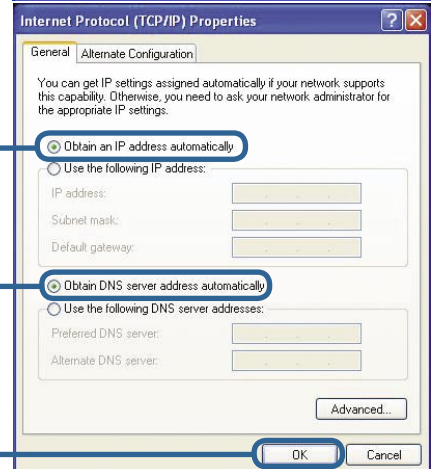 Internet Protocol (TCP/IP) Properties
General
Alternate Configuration
You can get IP settings assigned automatically if your network supports
this capability. Otherwise, you need to ask your network administrator for
the appropriate IP settings.
Obtain an IP address automatically
Use the following IP address:
IP address:
Subnet mask:
Default gateway:
Obtain DNS server address automatically
Use the following DNS server addresses:
Preferred DNS server:
Alternate DNS server:
Advanced...
OK
Cancel